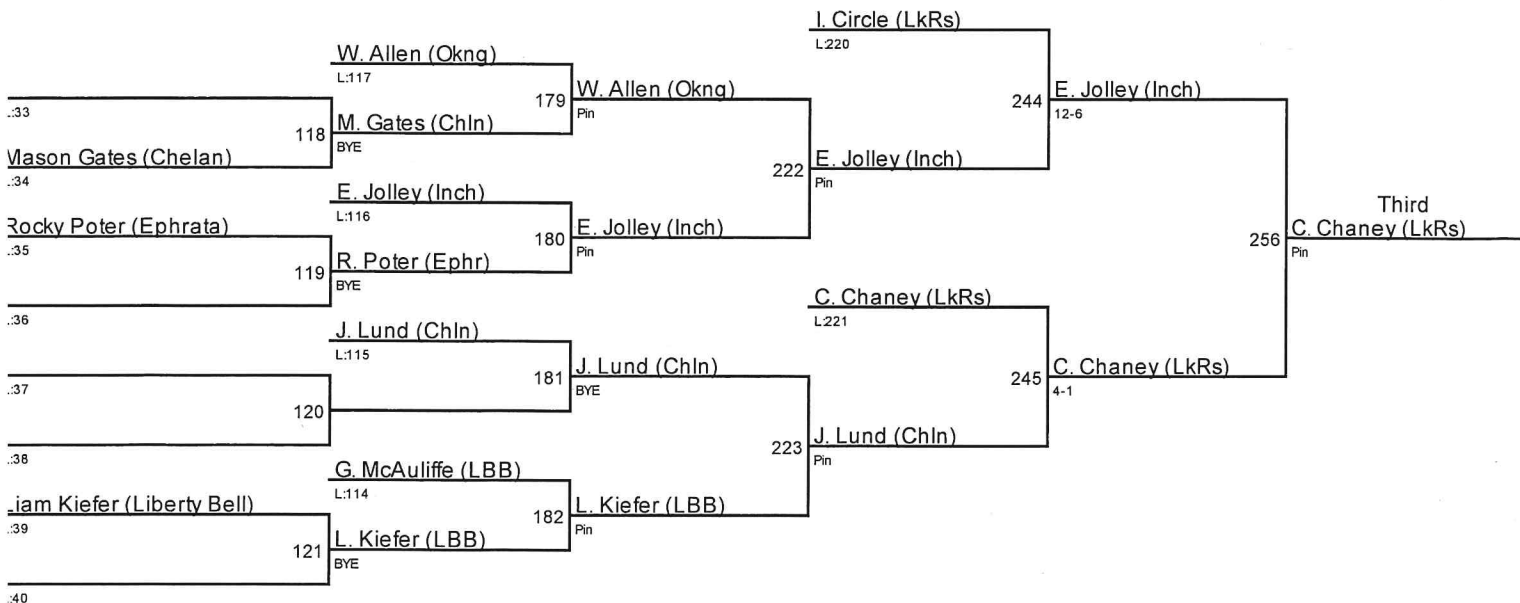 I. Circle (LkRs)
L:220
W. Allen (Okng)
L:117
179
W. Allen (Okng)
Pin
244
E. Jolley (Inch)
12-6
.:33
118
M. Gates (Chln)
BYE
Mason Gates (Chelan)
.:34
222
E. Jolley (Inch)
Pin
E. Jolley (Inch)
L:116
Rocky Poter (Ephrata)
.:35
180
E. Jolley (Inch)
Pin
119
R. Poter (Ephr)
BYE
.:36
Third
256
C. Chaney (LkRs)
Pin
C. Chaney (LkRs)
L:221
J. Lund (Chln)
L:115
181
J. Lund (Chln)
BYE
.:37
120
.:38
245
C. Chaney (LkRs)
4-1
223
J. Lund (Chln)
Pin
G. McAuliffe (LBB)
L:114
.iam Kiefer (Liberty Bell)
.:39
182
L. Kiefer (LBB)
Pin
121
L. Kiefer (LBB)
BYE
.:40